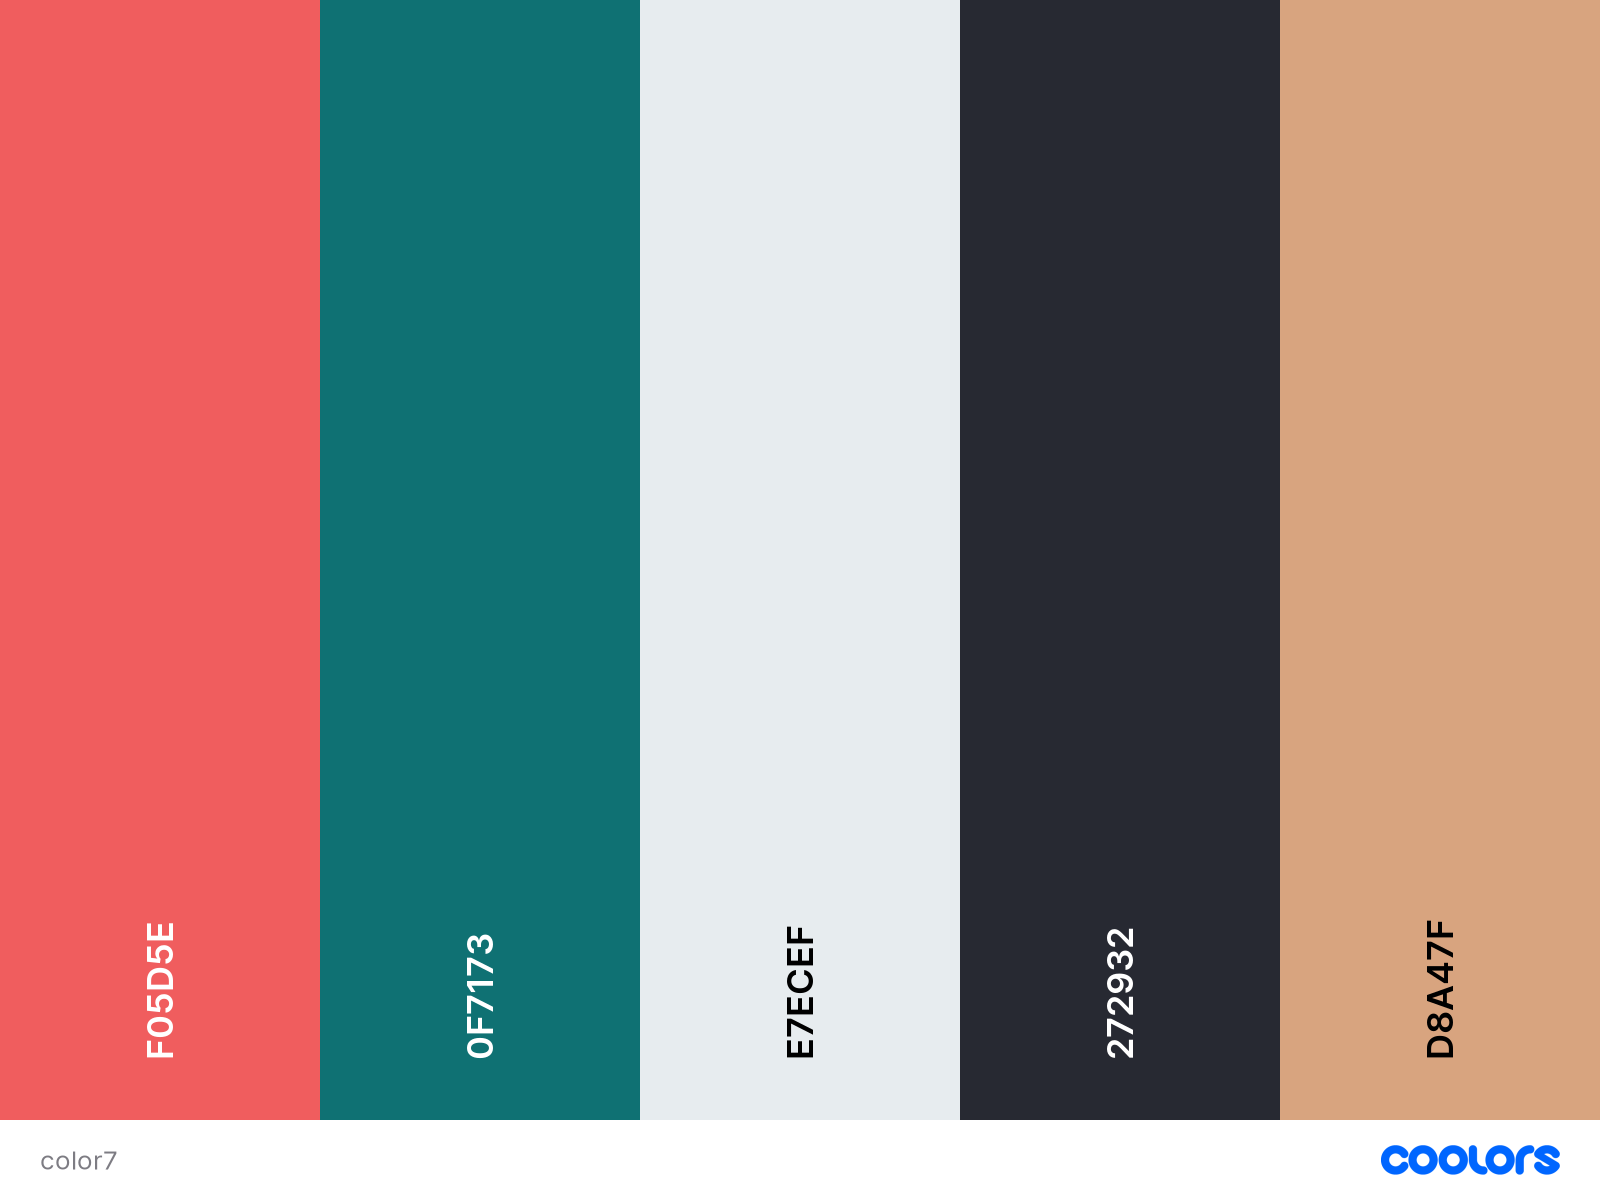 F05D5E
0F7173
E7ECEF
272932
D8A47F
color7
coolors